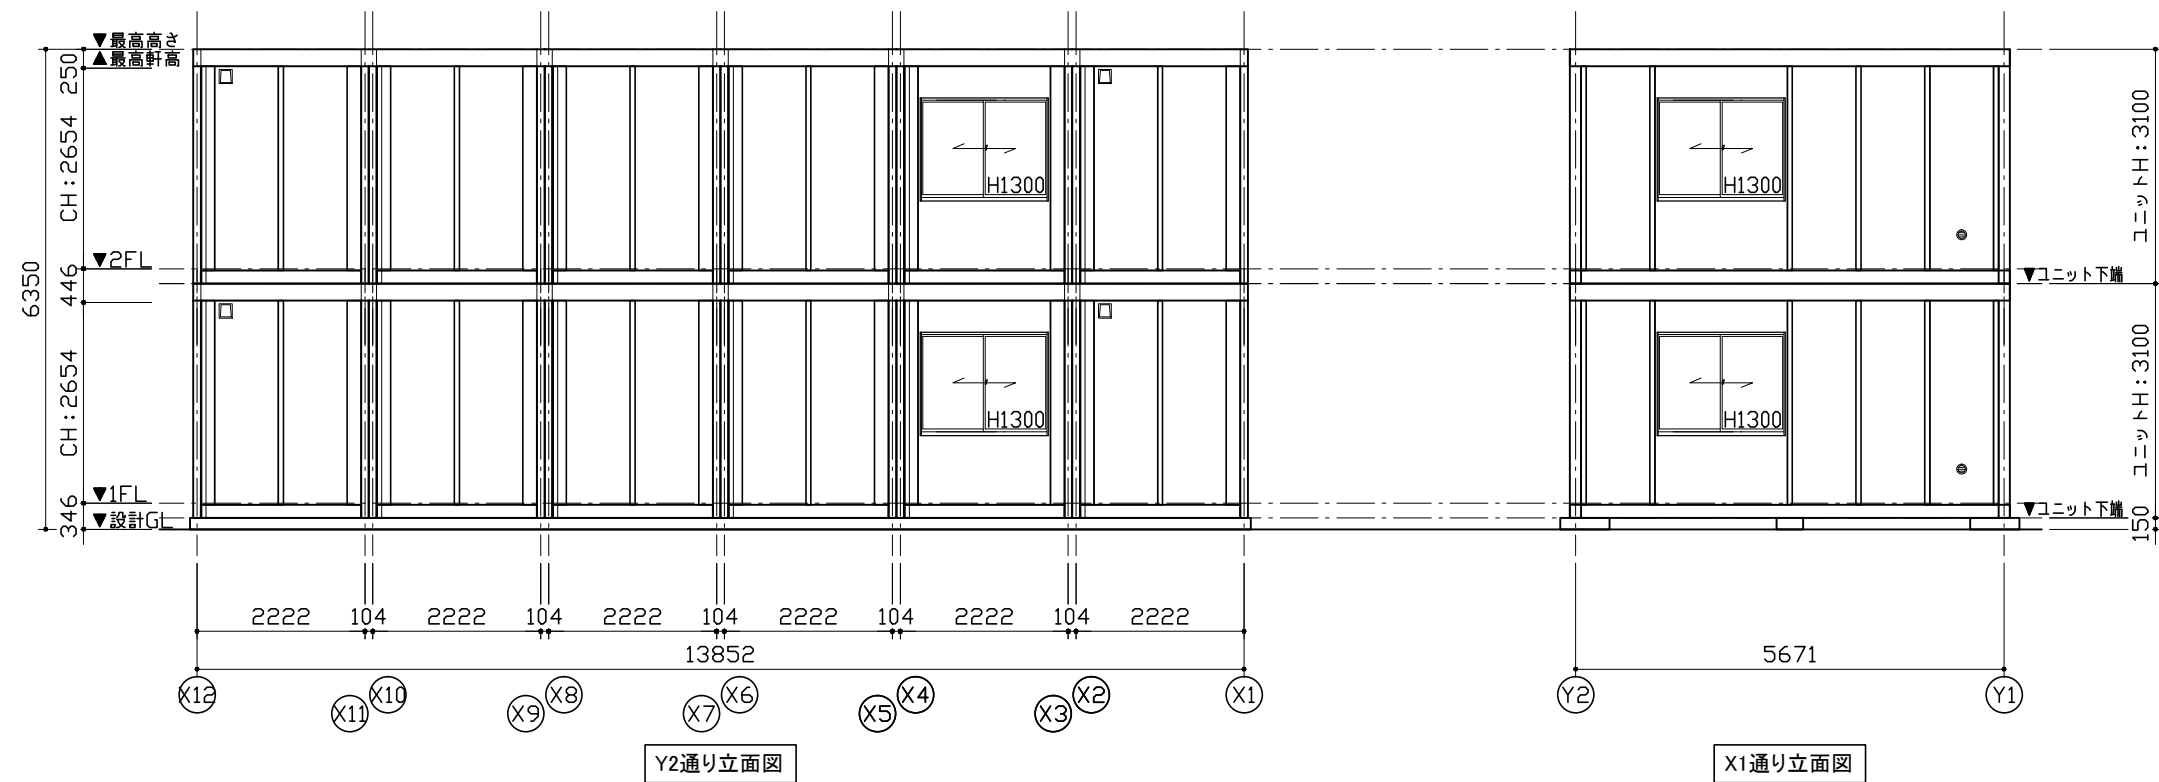 ▼最高高さ
▲最高軒高
250
CH:2654
▼2FL
446
6350
CH:2654
▼1FL
346
▼設計GL
H1300
H1300
H1300
H1300
ユニットH:3100
▼ユニット下端
ユニットH:3100
▼ユニット下端
150
2222 104 2222 104 2222 104 2222 104 2222 104 2222
13852
5671
X12 X11 X10 X9 X8 X7 X6 X5 X4 X3 X2 X1
Y2 Y1
Y2通り立面図
X1通り立面図